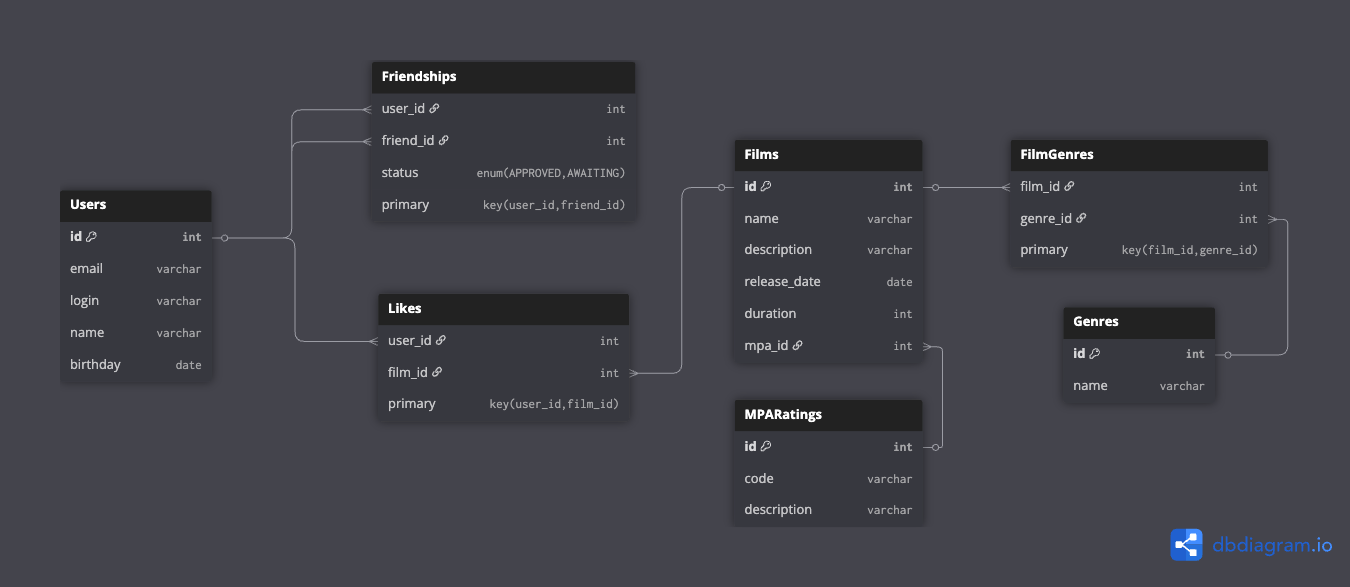 Friendships
user_id int
friend_id int
status enum(APPROVED,AWAITING)
primary key(user_id,friend_id)
Users
id int
email varchar
login varchar
name varchar
birthday date
Likes
user_id int
film_id int
primary key(user_id,film_id)
Films
id int
name varchar
description varchar
release_date date
duration int
mpa_id int
MPARatings
id int
code varchar
description varchar
FilmGenres
film_id int
genre_id int
primary key(film_id,genre_id)
Genres
id int
name varchar
dbdiagram.io